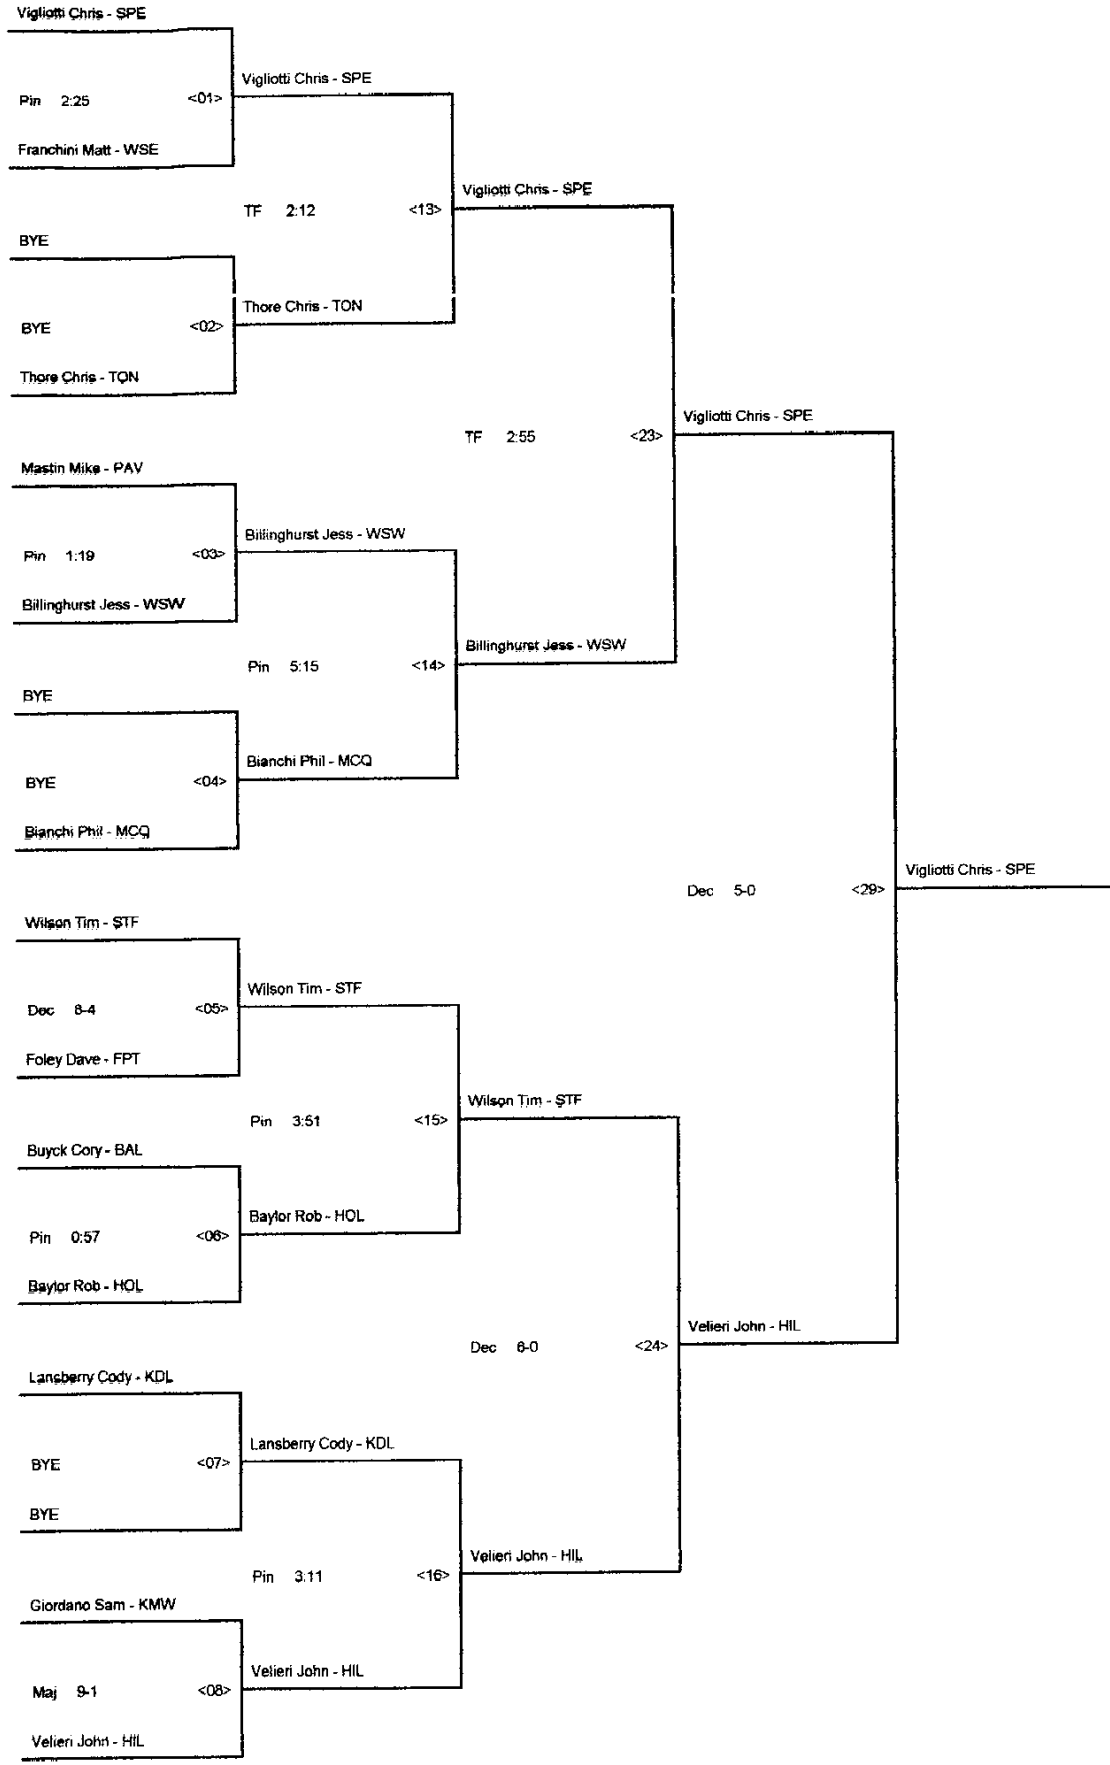 Vigliotti Chris - SPE
Vigliotti Chris - SPE
Pin 2:25 <01>
Franchini Matt - WSE
Vigliotti Chris - SPE
TF 2:12 <13>
BYE
Thore Chris - TON
BYE <02>
Thore Chris - TON
Vigliotti Chris - SPE
TF 2:55 <23>
Mastin Mike - PAV
Billinghurst Jess - WSW
Pin 1:19 <03>
Billinghurst Jess - WSW
Billinghurst Jess - WSW
Pin 5:15 <14>
BYE
Bianchi Phil - MCQ
BYE <04>
Bianchi Phil - MCQ
Vigliotti Chris - SPE
Dec 5-0 <29>
Wilson Tim - STF
Wilson Tim - STF
Dec 8-4 <05>
Foley Dave - FPT
Wilson Tim - STF
Pin 3:51 <15>
Buyck Cory - BAL
Baylor Rob - HOL
Pin 0:57 <06>
Baylor Rob - HOL
Velieri John - HIL
Dec 6-0 <24>
Lansberry Cody - KDL
Lansberry Cody - KDL
BYE <07>
BYE
Velieri John - HIL
Pin 3:11 <16>
Giordano Sam - KMW
Velieri John - HIL
Maj 9-1 <08>
Velieri John - HIL